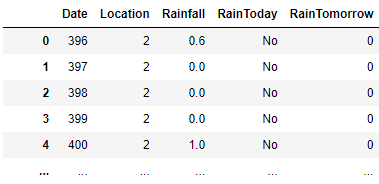 Date Location Rainfall RainToday RainTomorrow
0 396 2 0.6 No 0
1 397 2 0.0 No 0
2 398 2 0.0 No 0
3 399 2 0.0 No 0
4 400 2 1.0 No 0
... ... ... ... ... ...